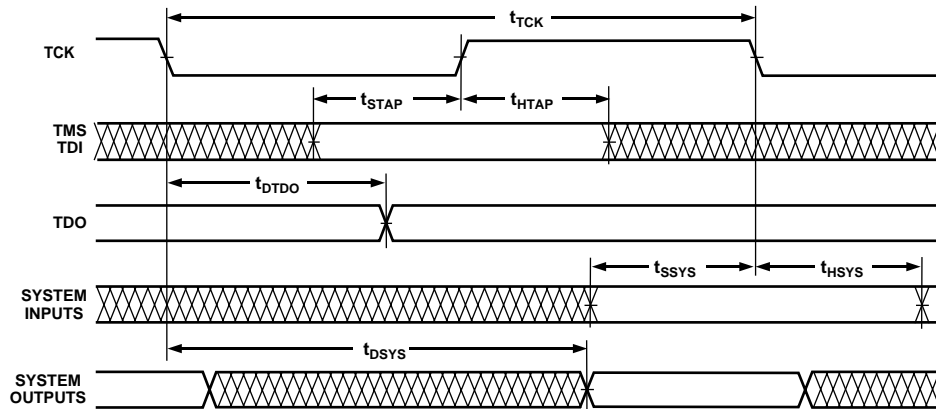 tTCK
TCK
tSTAP
tHTAP
TMS
TDI
tDTDO
TDO
tSSYS
tHSYS
SYSTEM
INPUTS
tDSYS
SYSTEM
OUTPUTS